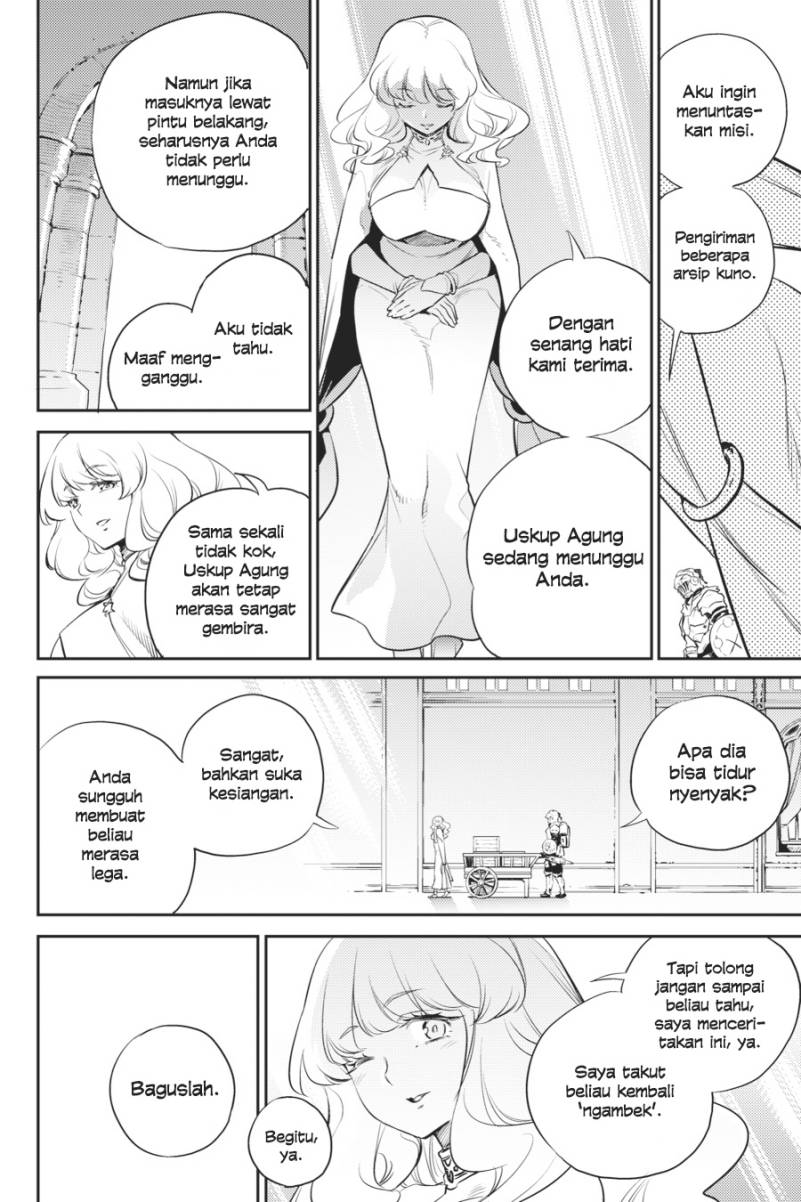 Aku ingin
menuntas-
kan misi.
Pengiriman
beberapa
arsip kuno.
Dengan
senang hati
kami terima.
Uskup Agung
sedang menunggu
Anda.
Namun jika
masuknya lewat
pintu belakang,
seharusnya Anda
tidak perlu
menunggu.
Aku tidak
tahu.
Maaf meng-
ganggu.
Sama sekali
tidak kok,
Uskup Agung
akan tetap
merasa sangat
gembira.
Apa dia
bisa tidur
nyenyak?
Sangat,
bahkan suka
kesiangan.
Anda
sungguh
membuat
beliau
merasa
lega.
Tapi tolong
jangan sampai
beliau tahu,
saya menceri-
takan ini, ya.
Saya takut
beliau kembali
'ngambek'.
Begitu,
ya.
Baguslah.